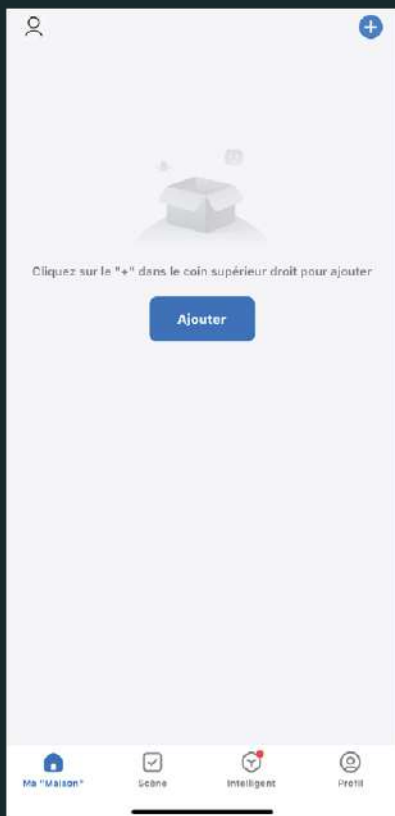 Cliquez sur le "+" dans le coin supérieur droit pour ajouter
Ajouter
Ma "Maison"
Scène
Intelligent
Profil